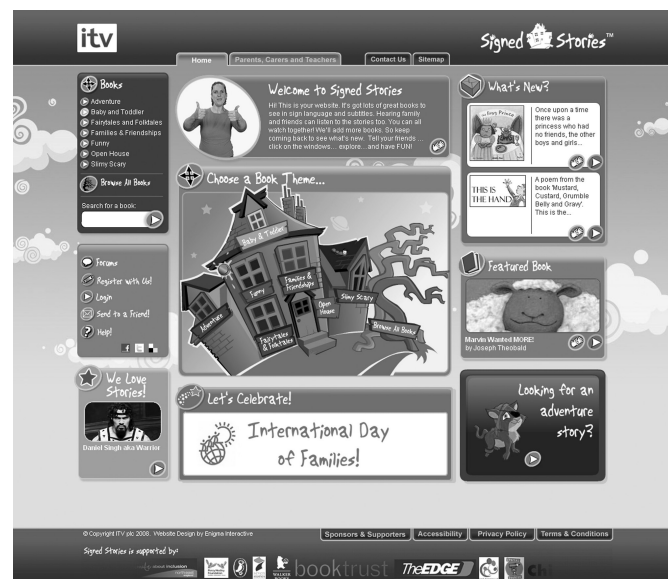 itv
Signed Stories™
Home
Parents, Carers and Teachers
Contact Us
Sitemap
Books
Adventure
Baby and Toddler
Fairytales and Folktales
Families & Friendships
Funny
Open House
Slimy Scary
Browse All Books
Search for a book:
Forums
Register with Us!
Login
Send to a Friend!
Help!
We Love
Stories!
Daniel Singh aka Warrior
Welcome to Signed Stories
Hi! This is your website. It's got lots of great books to
see in sign language and subtitles. Hearing family
and friends can listen to the stories too. You can all
watch together! We'll add more books. So keep
coming back to see what's new. Tell your friends…
click on the windows… explore… and have FUN!
Choose a Book Theme...
Baby & Toddler
Funny
Families &
Friendships
Slimy Scary
Open
House
Adventure
Fairytales
& Folktales
Browse All Books
Let's Celebrate!
International Day
of Families!
What's New?
Once upon a time
there was a
princess who had
no friends, the other
boys and girls...
THIS IS
THE HAND
A poem from the
book 'Mustard,
Custard, Grumble
Belly and Gravy'.
This is the...
Featured Book
Marvin Wanted MORE!
by Joseph Theobald
Looking for an
adventure
story?
© Copyright ITV plc 2008. Website Design by Enigma Interactive
Sponsors & Supporters
Accessibility
Privacy Policy
Terms & Conditions
Signed Stories is supported by:
booktrust
TheEDGE